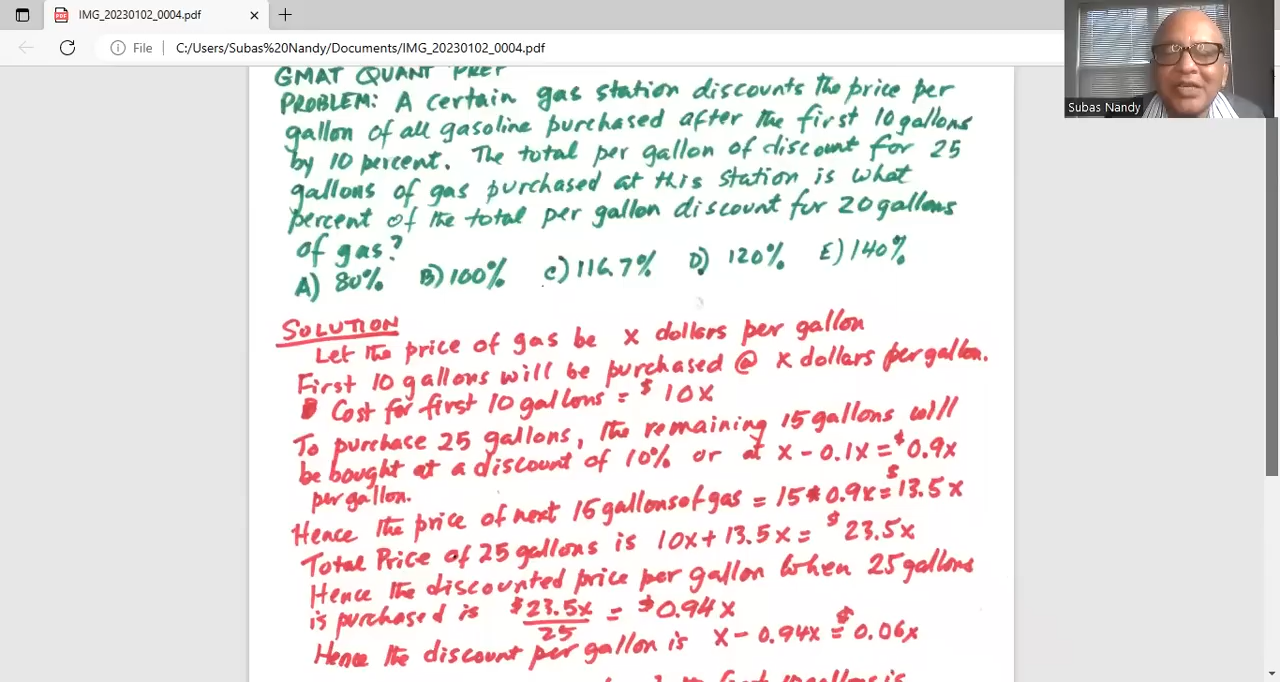 IMG_20230102_0004.pdf
File
C:/Users/Subas%20Nandy/Documents/IMG_20230102_0004.pdf
Subas Nandy
GMAT QUANT PREP
PROBLEM: A certain gas station discounts the price per
gallon of all gasoline purchased after the first 10 gallons
by 10 percent. The total per gallon of discount for 25
gallons of gas purchased at this station is what
percent of the total per gallon discount for 20 gallons
of gas?
A) 80% B) 100% C) 116.7% D) 120% E) 140%
SOLUTION
Let the price of gas be x dollars per gallon
First 10 gallons will be purchased @ x dollars per gallon.
Cost for first 10 gallons = $10x
To purchase 25 gallons, the remaining 15 gallons will
be bought at a discount of 10% or at x - 0.1x = $0.9x
per gallon.
Hence the price of next 15 gallons of gas = 15 * 0.9x = $13.5x
Total Price of 25 gallons is 10x + 13.5x = $23.5x
Hence the discounted price per gallon when 25 gallons
is purchased is $23.5x/25 = $0.94x
Hence the discount per gallon is x - 0.94x = $0.06x